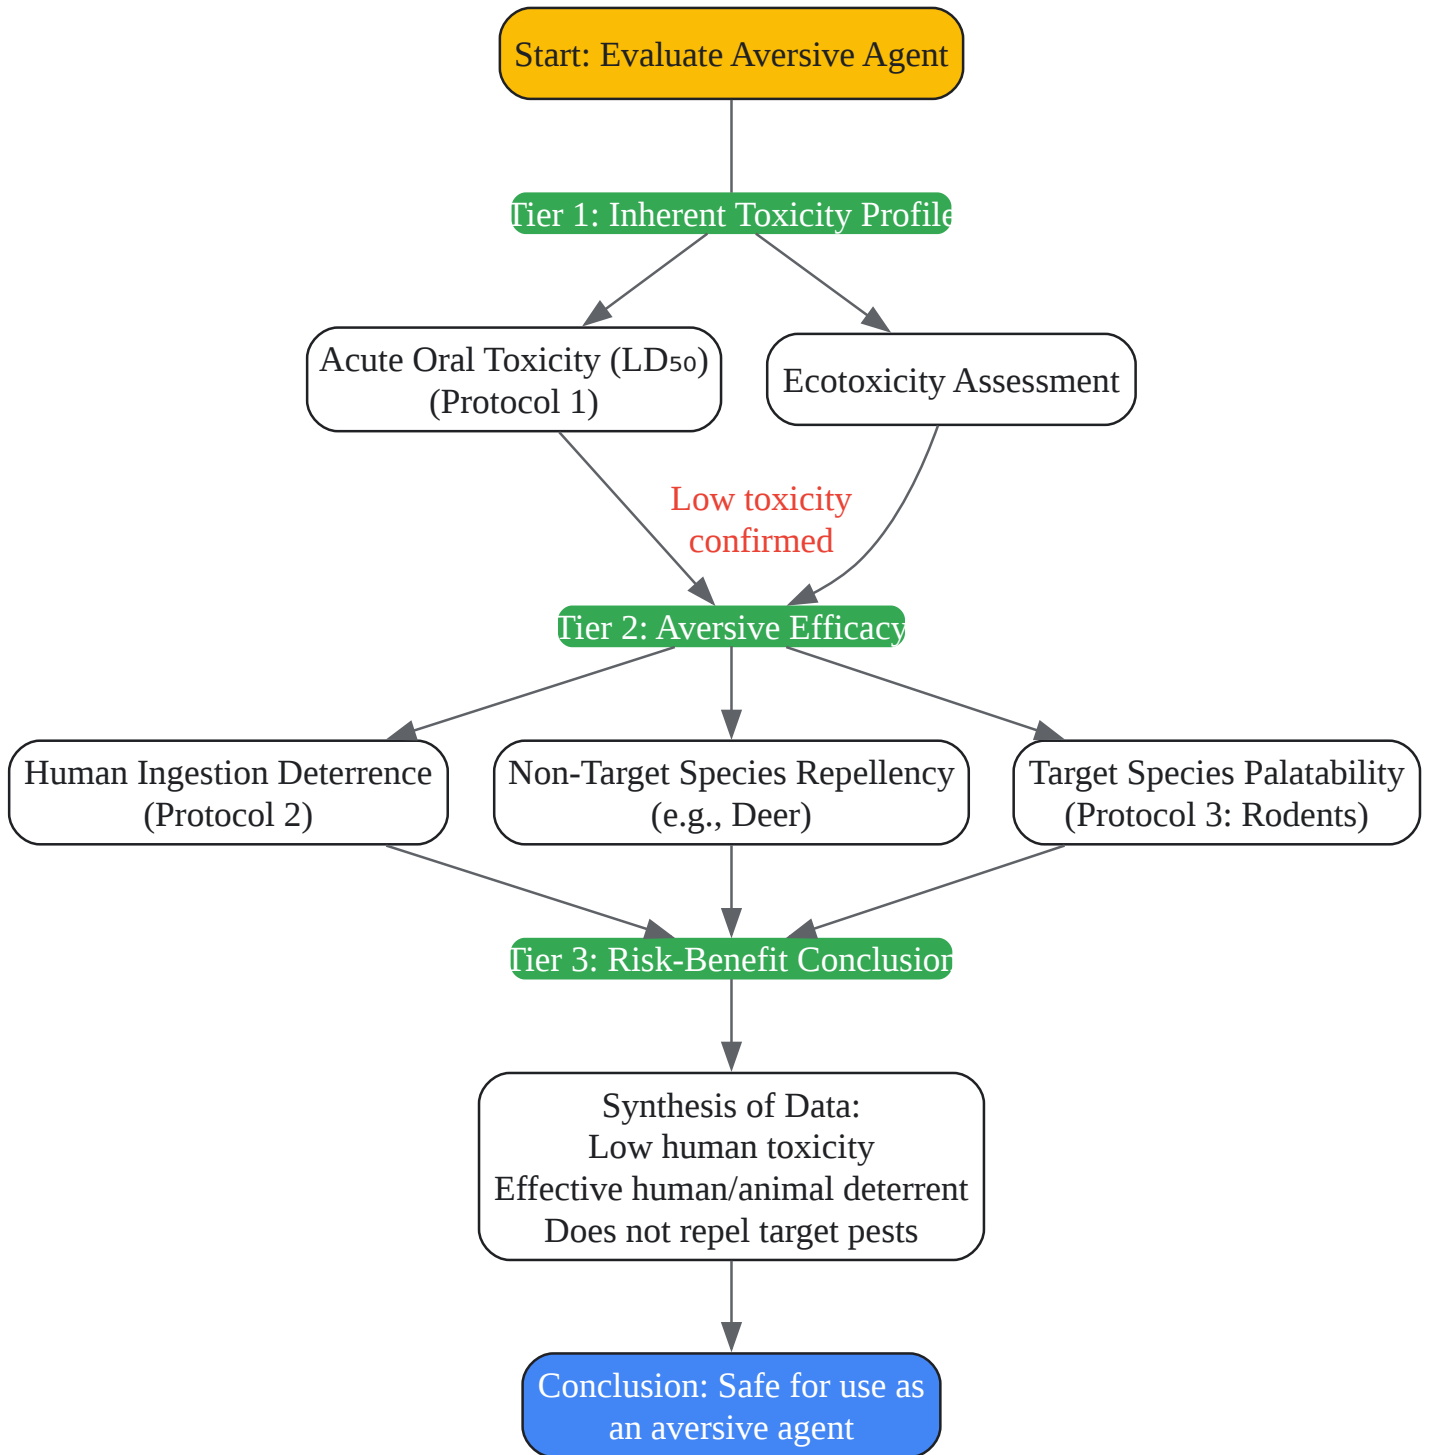 Start: Evaluate Aversive Agent
Tier 1: Inherent Toxicity Profile
Acute Oral Toxicity (LD₅₀)
(Protocol 1)
Ecotoxicity Assessment
Low toxicity
confirmed
Tier 2: Aversive Efficacy
Human Ingestion Deterrence
(Protocol 2)
Non-Target Species Repellency
(e.g., Deer)
Target Species Palatability
(Protocol 3: Rodents)
Tier 3: Risk-Benefit Conclusion
Synthesis of Data:
Low human toxicity
Effective human/animal deterrent
Does not repel target pests
Conclusion: Safe for use as
an aversive agent